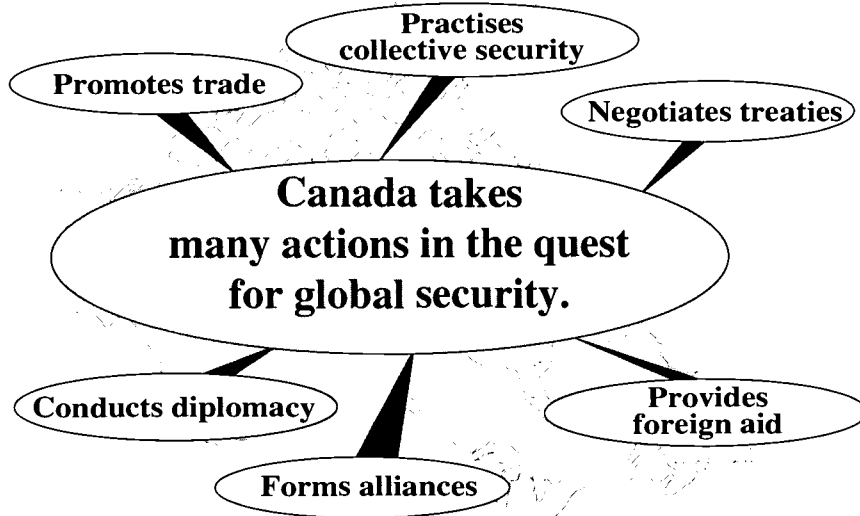 Practises
collective security
Promotes trade
Negotiates treaties
Canada takes
many actions in the quest
for global security.
Conducts diplomacy
Provides
foreign aid
Forms alliances